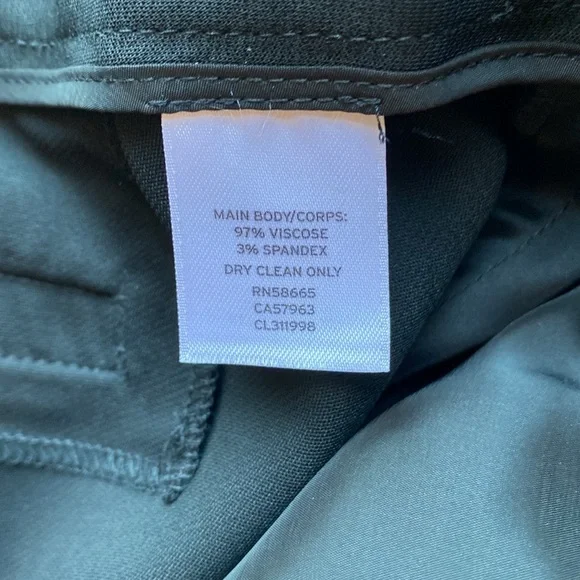 MAIN BODY/CORPS:
97% VISCOSE
3% SPANDEX
DRY CLEAN ONLY
RN58665
CA57963
CL311998